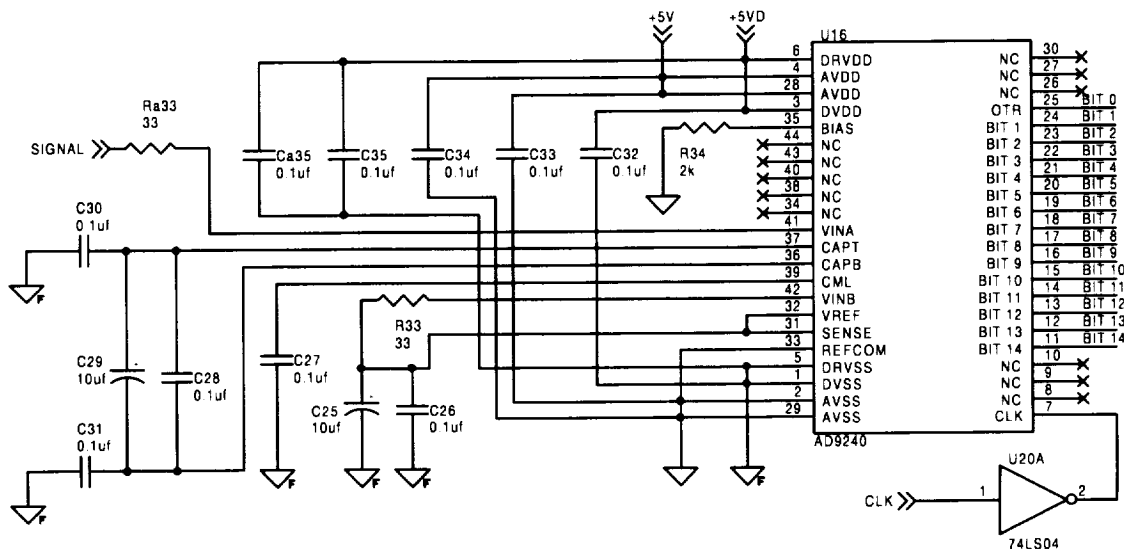 +5V
+5VD
U16
6 DRVDD
4 AVDD
28 AVDD
3 DVDD
35 BIAS
44 NC
43 NC
40 NC
38 NC
34 NC
41 VINA
37 CAPT
36 CAPB
39 CML
42 VINB
32 VREF
31 SENSE
33 REFCOM
5 DRVSS
1 DVSS
2 AVSS
29 AVSS
AD9240
NC 30
NC 27
NC 26
OTR 25 BIT 0
BIT 1 24 BIT 1
BIT 2 23 BIT 2
BIT 3 22 BIT 3
BIT 4 21 BIT 4
BIT 5 20 BIT 5
BIT 6 19 BIT 6
BIT 7 18 BIT 7
BIT 8 17 BIT 8
BIT 9 16 BIT 9
BIT 10 15 BIT 10
BIT 11 14 BIT 11
BIT 12 13 BIT 12
BIT 13 12 BIT 13
BIT 14 11 BIT 14
NC 10
NC 9
NC 8
CLK 7
Ra33
33
SIGNAL
Ca35
0.1uf
C35
0.1uf
C34
0.1uf
C33
0.1uf
C32
0.1uf
R34
2k
C30
0.1uf
F
C29
10uf
C28
0.1uf
C31
0.1uf
F
C27
0.1uf
F
R33
33
C25
10uf
F
C26
0.1uf
F
F
U20A
CLK
1
2
74LS04